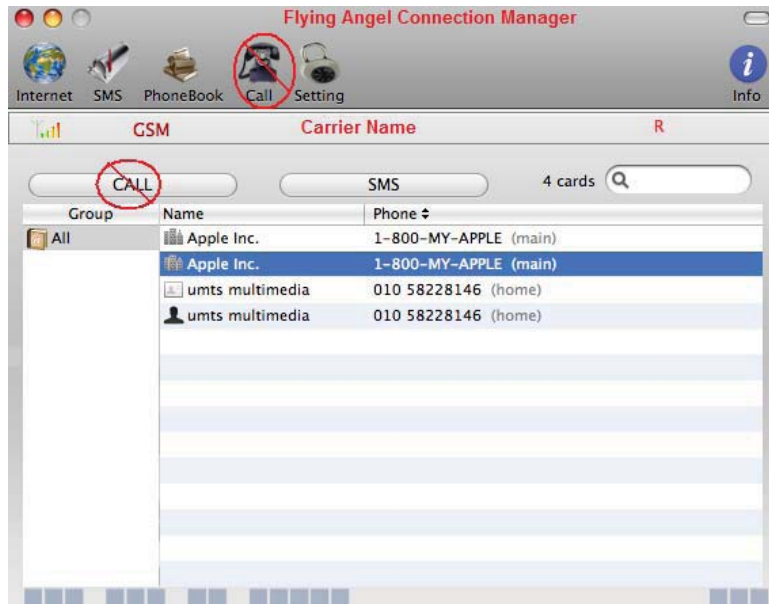 Flying Angel Connection Manager
Internet SMS PhoneBook Call Setting Info
GSM Carrier Name R
CALL SMS 4 cards
Group Name Phone
All Apple Inc. 1-800-MY-APPLE (main)
Apple Inc. 1-800-MY-APPLE (main)
umts multimedia 010 58228146 (home)
umts multimedia 010 58228146 (home)